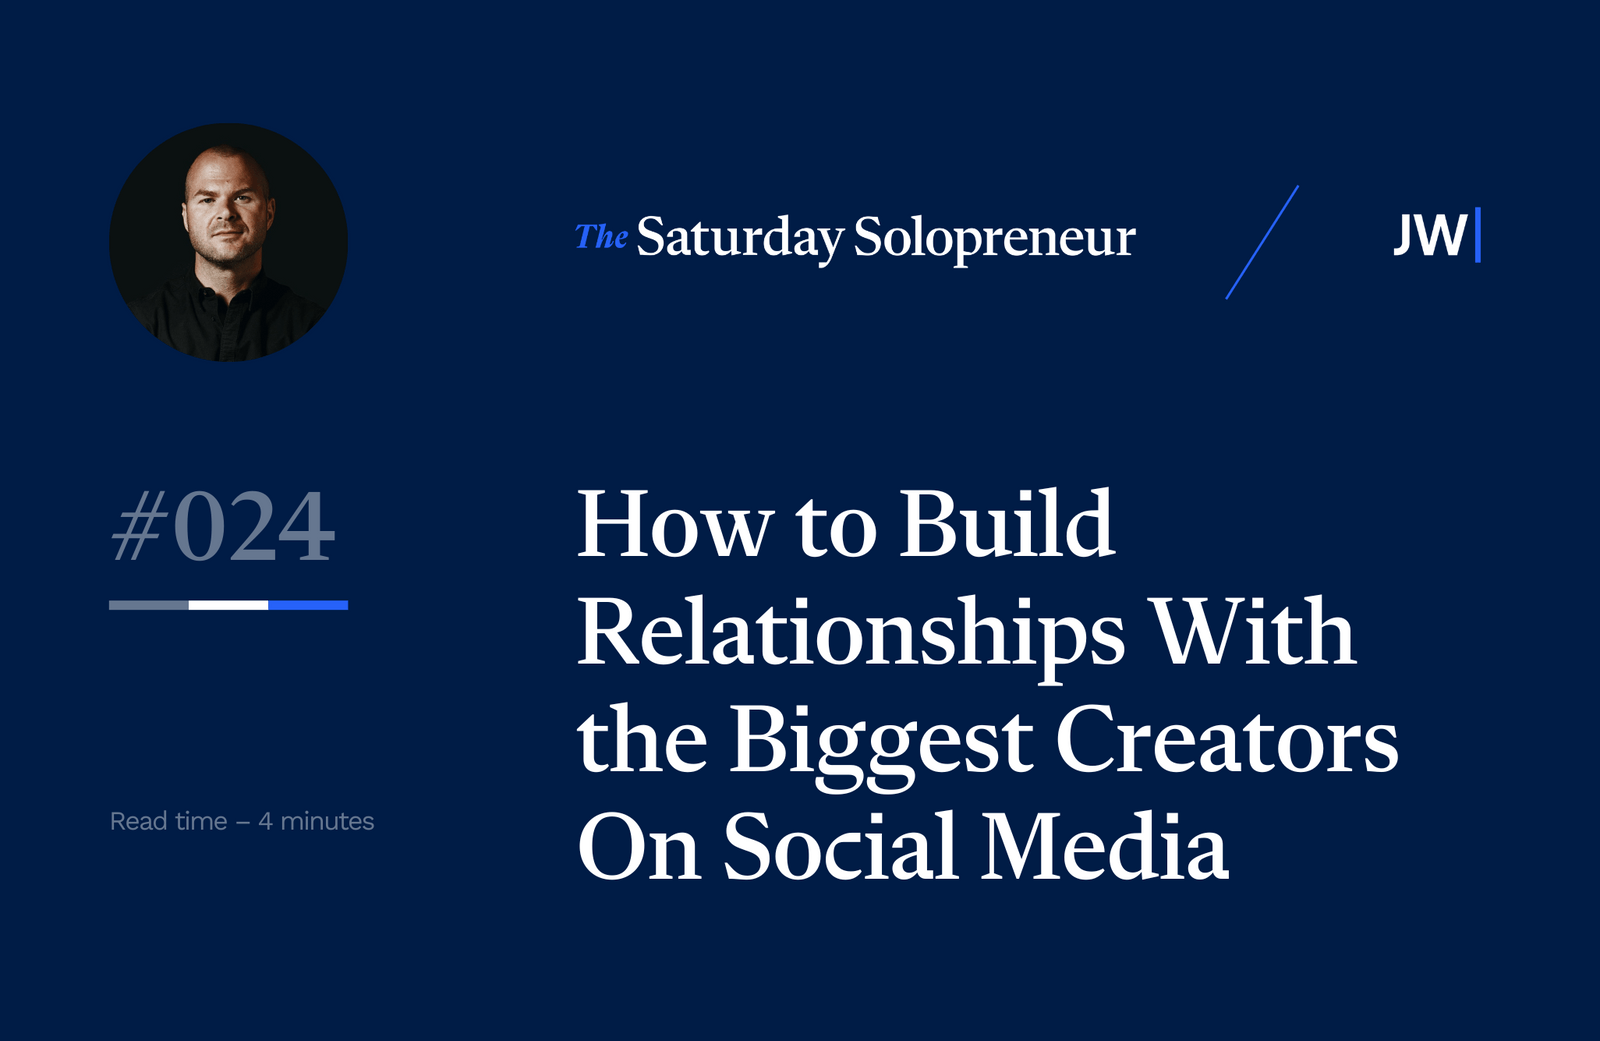 The Saturday Solopreneur
JW
#024
How to Build
Relationships With
the Biggest Creators
On Social Media
Read time – 4 minutes